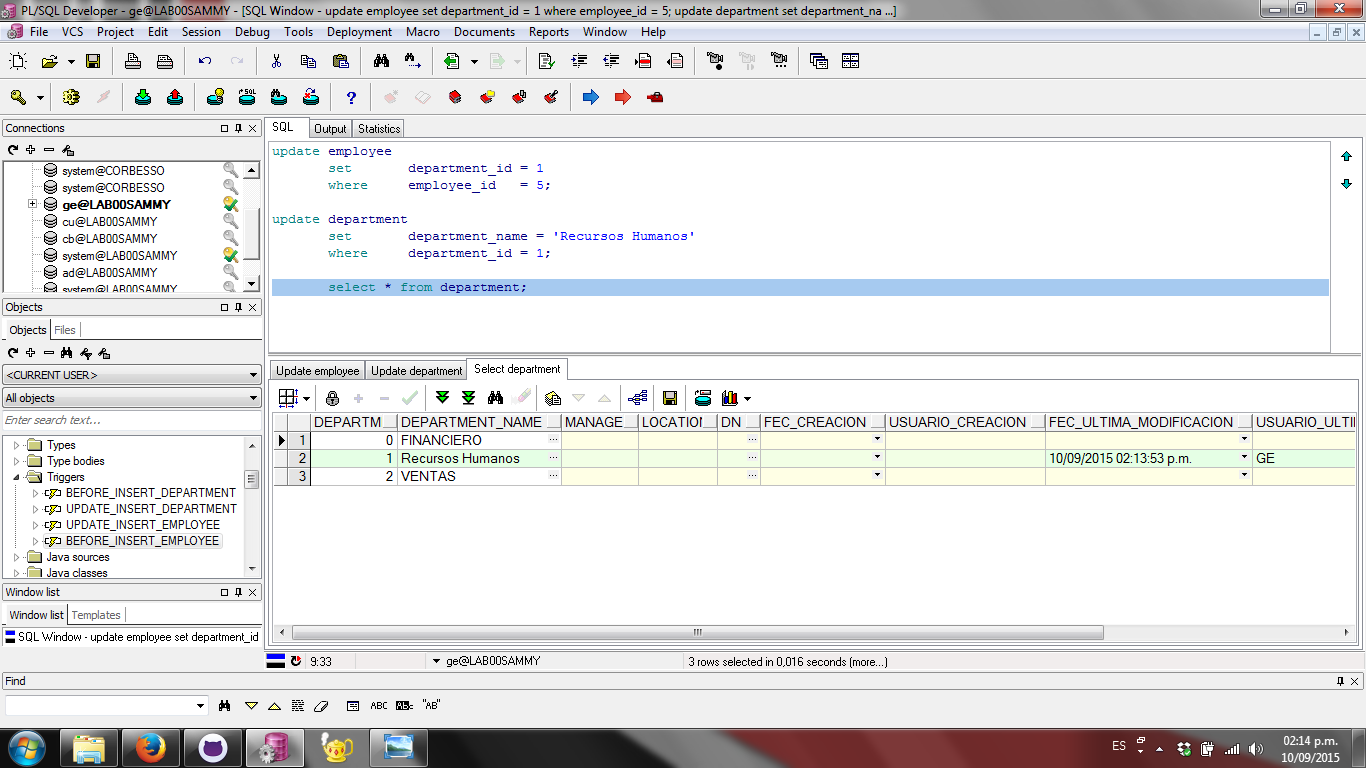 PL/SQL Developer - ge@LAB00SAMMY - [SQL Window - update employee set department_id = 1 where employee_id = 5; update department set department_na ...]
File VCS Project Edit Session Debug Tools Deployment Macro Documents Reports Window Help
SQL
Connections
SQL Output Statistics
system@CORBESSO
system@CORBESSO
ge@LAB00SAMMY
cu@LAB00SAMMY
cb@LAB00SAMMY
system@LAB00SAMMY
ad@LAB00SAMMY
system@LAB00SAMMY
update employee
set department_id = 1
where employee_id = 5;
update department
set department_name = 'Recursos Humanos'
where department_id = 1;
select * from department;
Objects
Objects Files
<CURRENT USER>
All objects
Enter search text...
Types
Type bodies
Triggers
BEFORE_INSERT_DEPARTMENT
UPDATE_INSERT_DEPARTMENT
UPDATE_INSERT_EMPLOYEE
BEFORE_INSERT_EMPLOYEE
Java sources
Java classes
Update employee Update department Select department
DEPARTM DEPARTMENT_NAME MANAGE LOCATION DN FEC_CREACION USUARIO_CREACION FEC_ULTIMA_MODIFICACION USUARIO_ULTI
1 0 FINANCIERO
2 1 Recursos Humanos 10/09/2015 02:13:53 p.m. GE
3 2 VENTAS
Window list
Window list Templates
SQL Window - update employee set department_id
9:33 ge@LAB00SAMMY 3 rows selected in 0,016 seconds (more...)
Find
ABC "AB"
ES 02:14 p.m.
10/09/2015